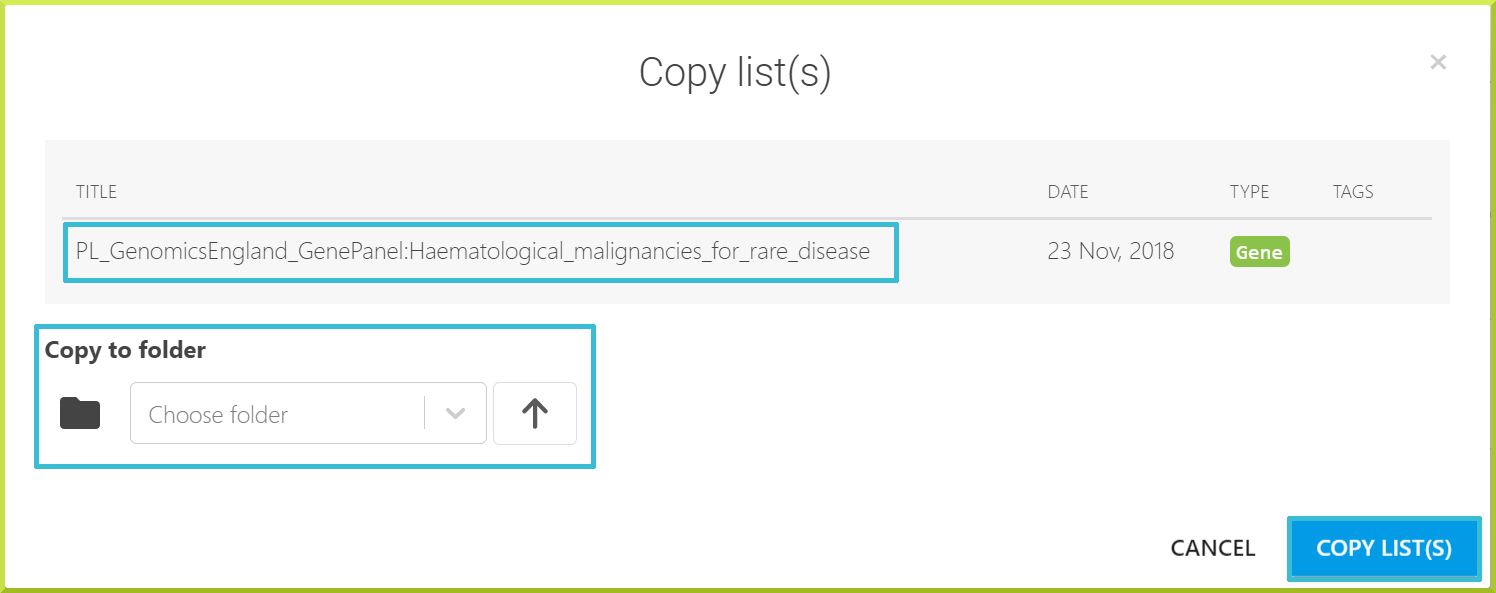 Copy list(s)
×
TITLE DATE TYPE TAGS
PL_GenomicsEngland_GenePanel:Haematological_malignancies_for_rare_disease 23 Nov, 2018 Gene
Copy to folder
Choose folder
CANCEL COPY LIST(S)